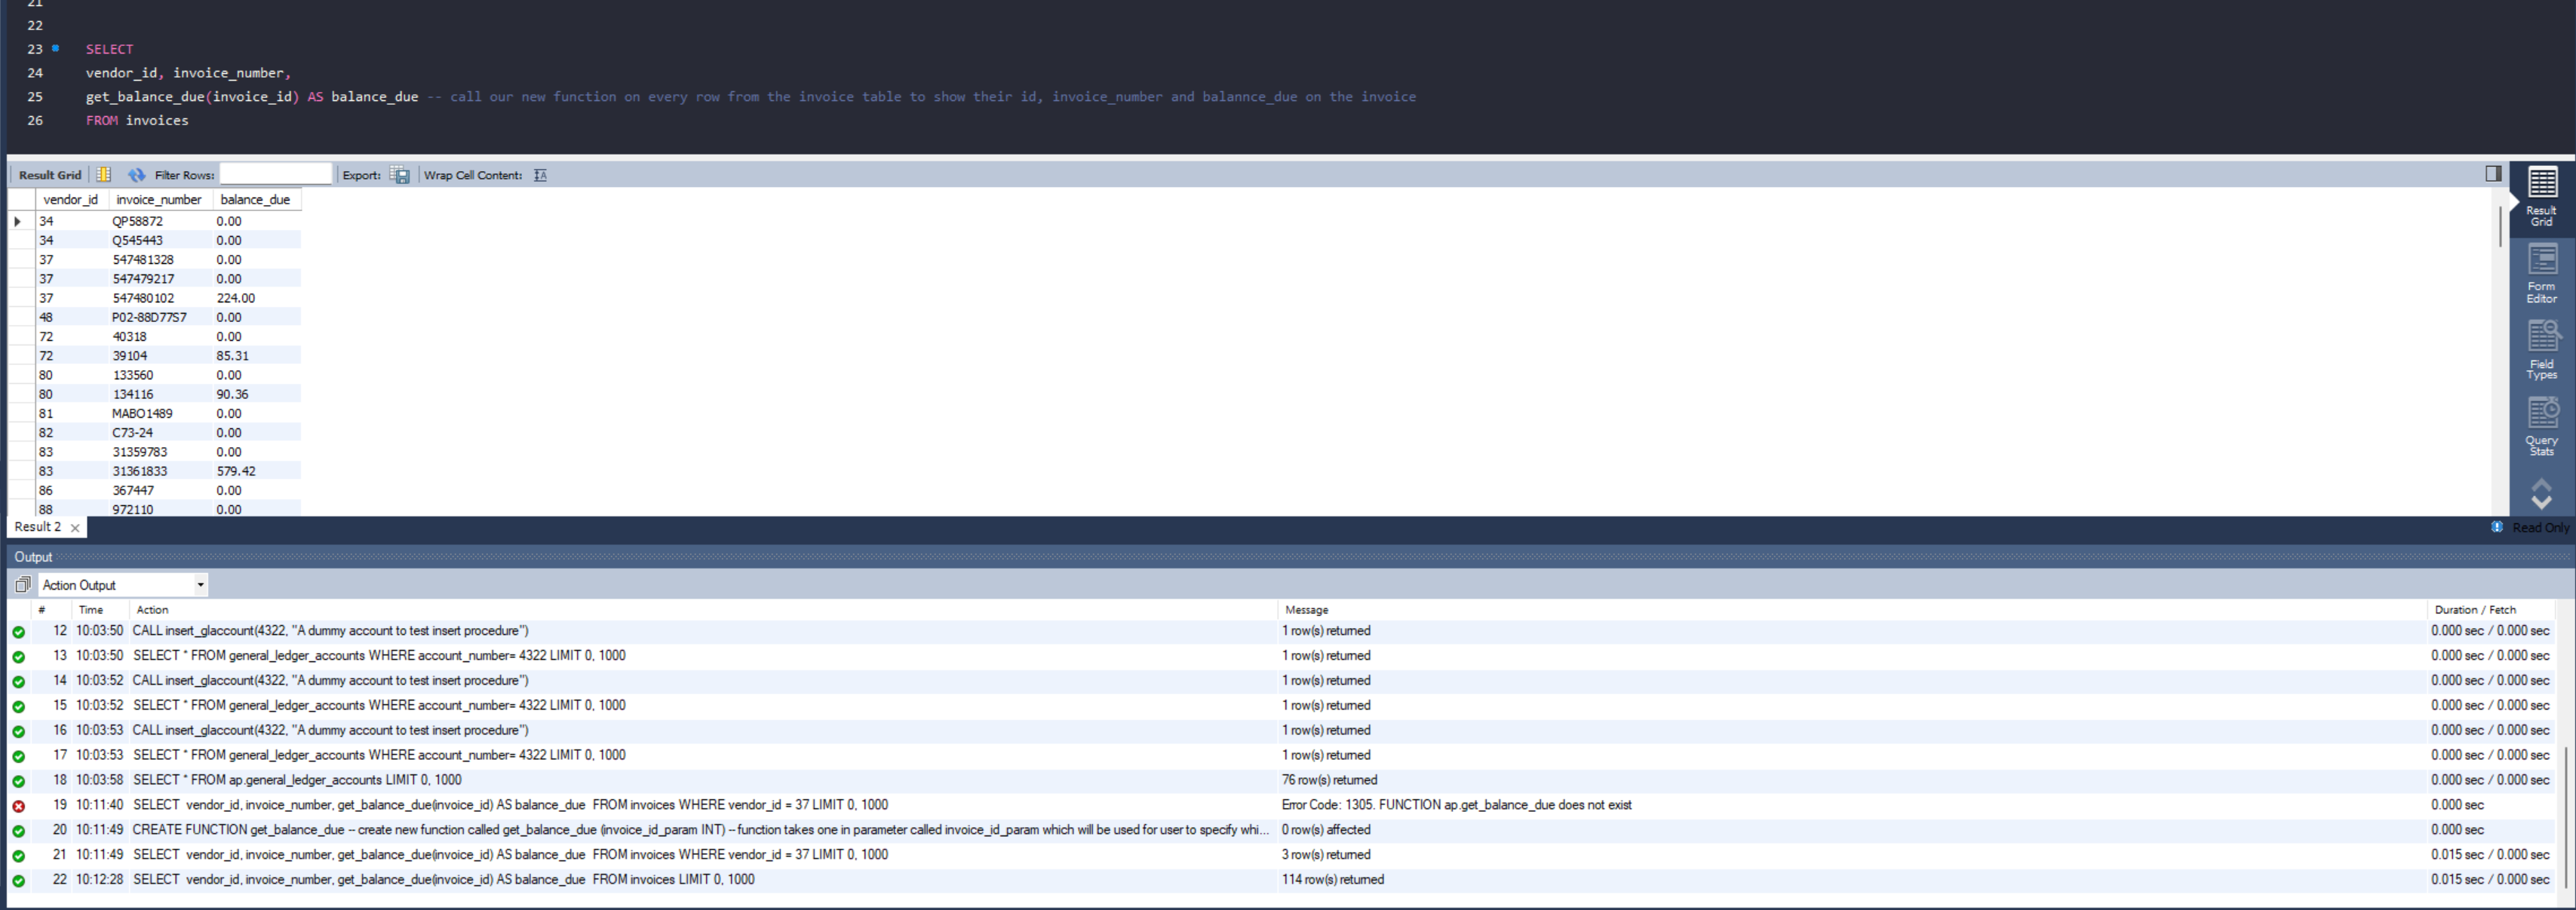 21
22
23 SELECT
24 vendor_id, invoice_number,
25 get_balance_due(invoice_id) AS balance_due -- call our new function on every row from the invoice table to show their id, invoice_number and balannce_due on the invoice
26 FROM invoices
Result Grid Filter Rows: Export: Wrap Cell Content:
vendor_id invoice_number balance_due
34 QP58872 0.00
34 Q545443 0.00
37 547481328 0.00
37 547479217 0.00
37 547480102 224.00
48 P02-88D77S7 0.00
72 40318 0.00
72 39104 85.31
80 133560 0.00
80 134116 90.36
81 MABO1489 0.00
82 C73-24 0.00
83 31359783 0.00
83 31361833 579.42
86 367447 0.00
88 972110 0.00
Result
Grid
Form
Editor
Field
Types
Query
Stats
Result 2
Read Only
Output
Action Output
# Time Action Message Duration / Fetch
12 10:03:50 CALL insert_glaccount(4322, "A dummy account to test insert procedure") 1 row(s) returned 0.000 sec / 0.000 sec
13 10:03:50 SELECT * FROM general_ledger_accounts WHERE account_number= 4322 LIMIT 0, 1000 1 row(s) returned 0.000 sec / 0.000 sec
14 10:03:52 CALL insert_glaccount(4322, "A dummy account to test insert procedure") 1 row(s) returned 0.000 sec / 0.000 sec
15 10:03:52 SELECT * FROM general_ledger_accounts WHERE account_number= 4322 LIMIT 0, 1000 1 row(s) returned 0.000 sec / 0.000 sec
16 10:03:53 CALL insert_glaccount(4322, "A dummy account to test insert procedure") 1 row(s) returned 0.000 sec / 0.000 sec
17 10:03:53 SELECT * FROM general_ledger_accounts WHERE account_number= 4322 LIMIT 0, 1000 1 row(s) returned 0.000 sec / 0.000 sec
18 10:03:58 SELECT * FROM ap.general_ledger_accounts LIMIT 0, 1000 76 row(s) returned 0.000 sec / 0.000 sec
19 10:11:40 SELECT vendor_id, invoice_number, get_balance_due(invoice_id) AS balance_due FROM invoices WHERE vendor_id = 37 LIMIT 0, 1000 Error Code: 1305. FUNCTION ap.get_balance_due does not exist 0.000 sec
20 10:11:49 CREATE FUNCTION get_balance_due -- create new function called get_balance_due (invoice_id_param INT) -- function takes one in parameter called invoice_id_param which will be used for user to specify whi... 0 row(s) affected 0.000 sec
21 10:11:49 SELECT vendor_id, invoice_number, get_balance_due(invoice_id) AS balance_due FROM invoices WHERE vendor_id = 37 LIMIT 0, 1000 3 row(s) returned 0.015 sec / 0.000 sec
22 10:12:28 SELECT vendor_id, invoice_number, get_balance_due(invoice_id) AS balance_due FROM invoices LIMIT 0, 1000 114 row(s) returned 0.015 sec / 0.000 sec